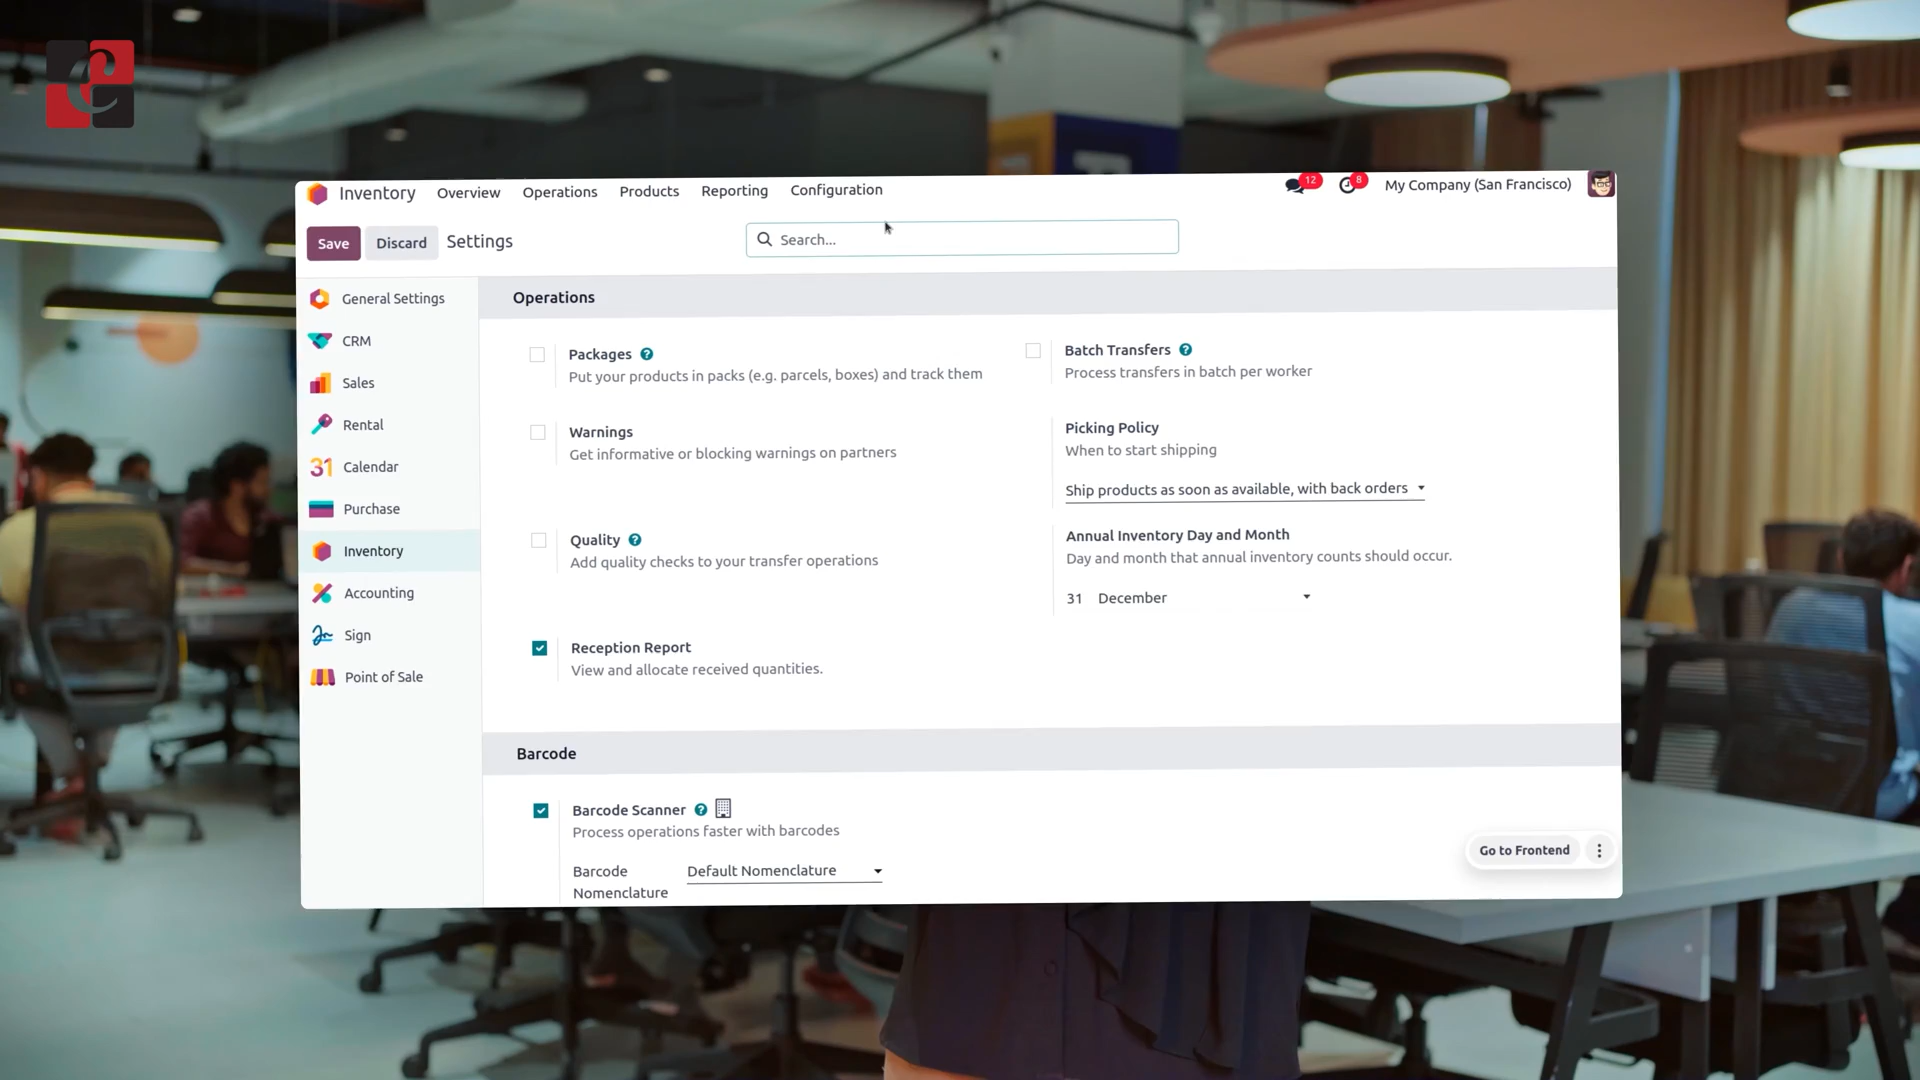 Inventory Overview Operations Products Reporting Configuration 12 8 My Company (San Francisco)
Save Discard Settings Search...
General Settings
CRM
Sales
Rental
31 Calendar
Purchase
Inventory
Accounting
Sign
Point of Sale
Operations
Packages ?
Put your products in packs (e.g. parcels, boxes) and track them
Batch Transfers ?
Process transfers in batch per worker
Warnings
Get informative or blocking warnings on partners
Picking Policy
When to start shipping
Ship products as soon as available, with back orders
Quality ?
Add quality checks to your transfer operations
Annual Inventory Day and Month
Day and month that annual inventory counts should occur.
31 December
Reception Report
View and allocate received quantities.
Barcode
Barcode Scanner ?
Process operations faster with barcodes
Barcode
Nomenclature
Default Nomenclature
Go to Frontend